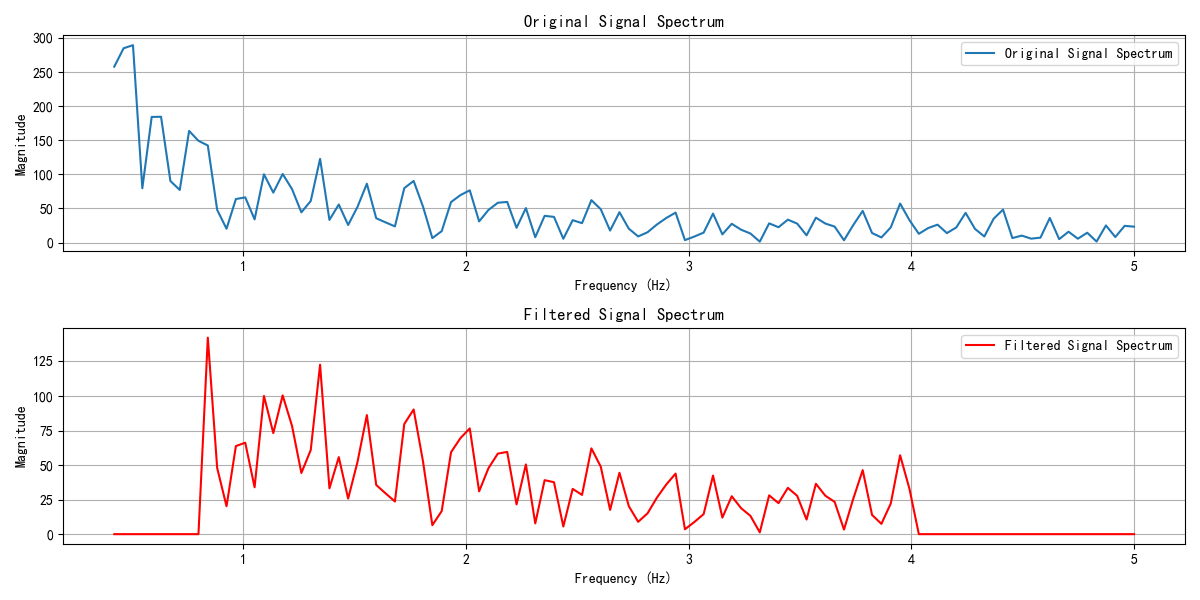 Original Signal Spectrum
300
250
200
150
100
50
0
Magnitude
Original Signal Spectrum
1 2 3 4 5
Frequency (Hz)
Filtered Signal Spectrum
125
100
75
50
25
0
Magnitude
Filtered Signal Spectrum
1 2 3 4 5
Frequency (Hz)